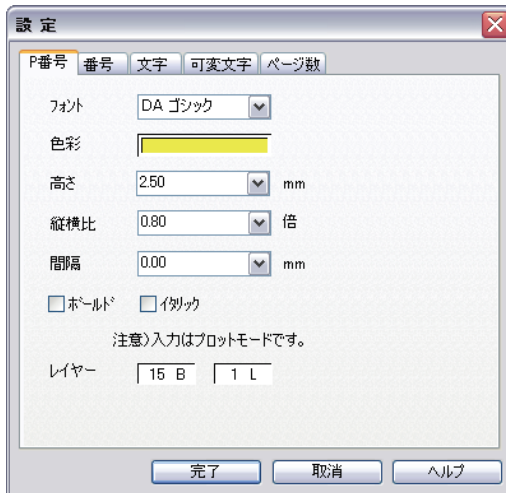 設定
P番号 番号 文字 可変文字 ページ数
フォント DA ゴシック
色彩
高さ 2.50 mm
縦横比 0.80 倍
間隔 0.00 mm
ボールド イタリック
注意)入力はプロットモードです。
レイヤー 15 B 1 L
完了 取消 ヘルプ